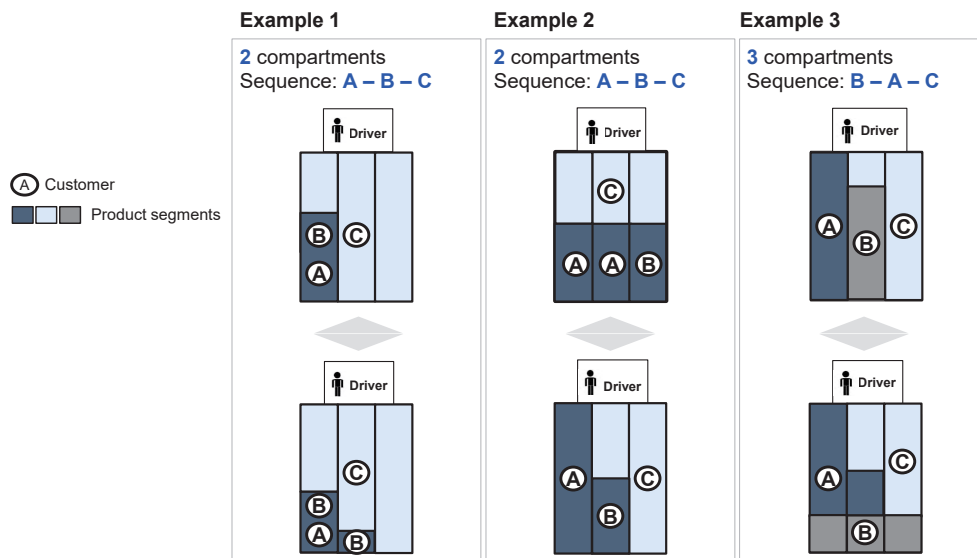 Example 1
2 compartments
Sequence: A – B – C
Driver
B
C
A
Driver
C
B
A
B
Example 2
2 compartments
Sequence: A – B – C
Driver
C
A
A
B
Driver
A
C
B
Example 3
3 compartments
Sequence: B – A – C
Driver
A
B
C
Driver
A
C
B
A Customer
Product segments